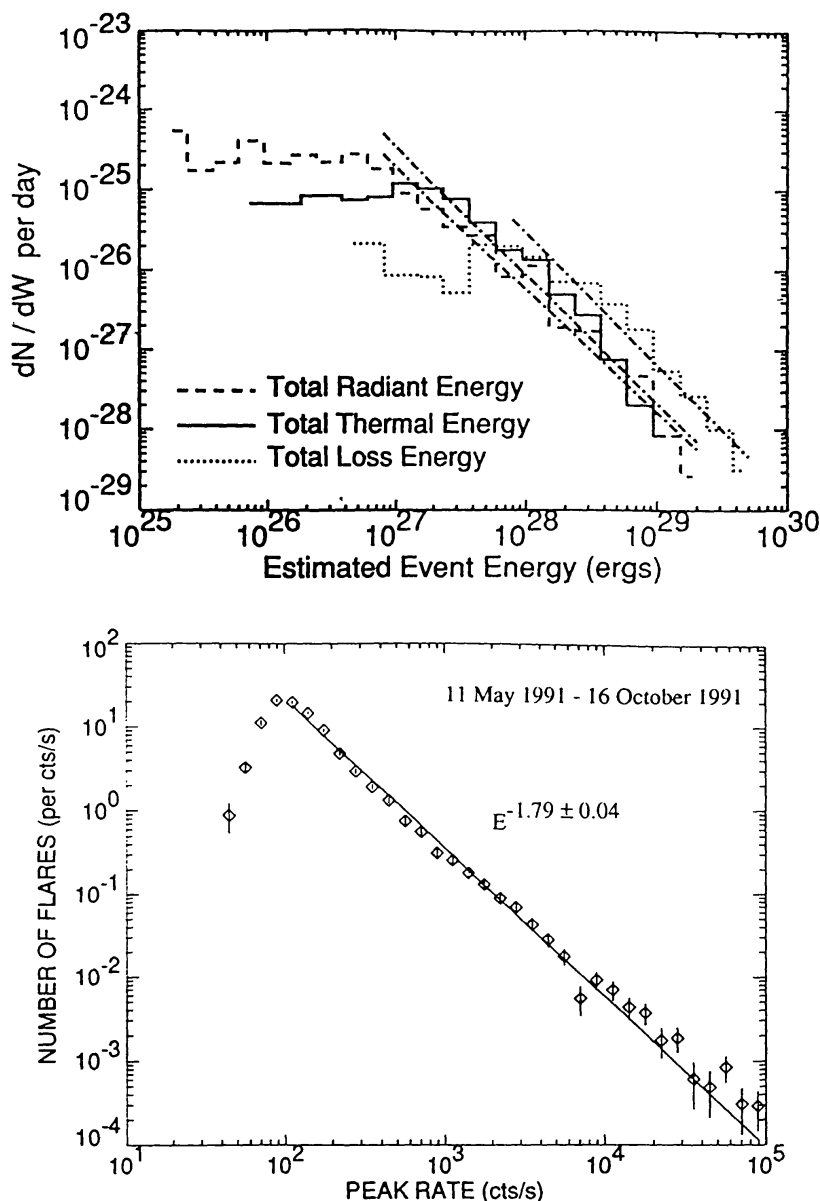 10^-23
10^-24
10^-25
10^-26
10^-27
10^-28
10^-29
dN / dW per day
Total Radiant Energy
Total Thermal Energy
Total Loss Energy
10^25 10^26 10^27 10^28 10^29 10^30
Estimated Event Energy (ergs)
10^2
10^1
10^0
10^-1
10^-2
10^-3
10^-4
NUMBER OF FLARES (per cts/s)
11 May 1991 - 16 October 1991
E^-1.79 ± 0.04
10^1 10^2 10^3 10^4 10^5
PEAK RATE (cts/s)